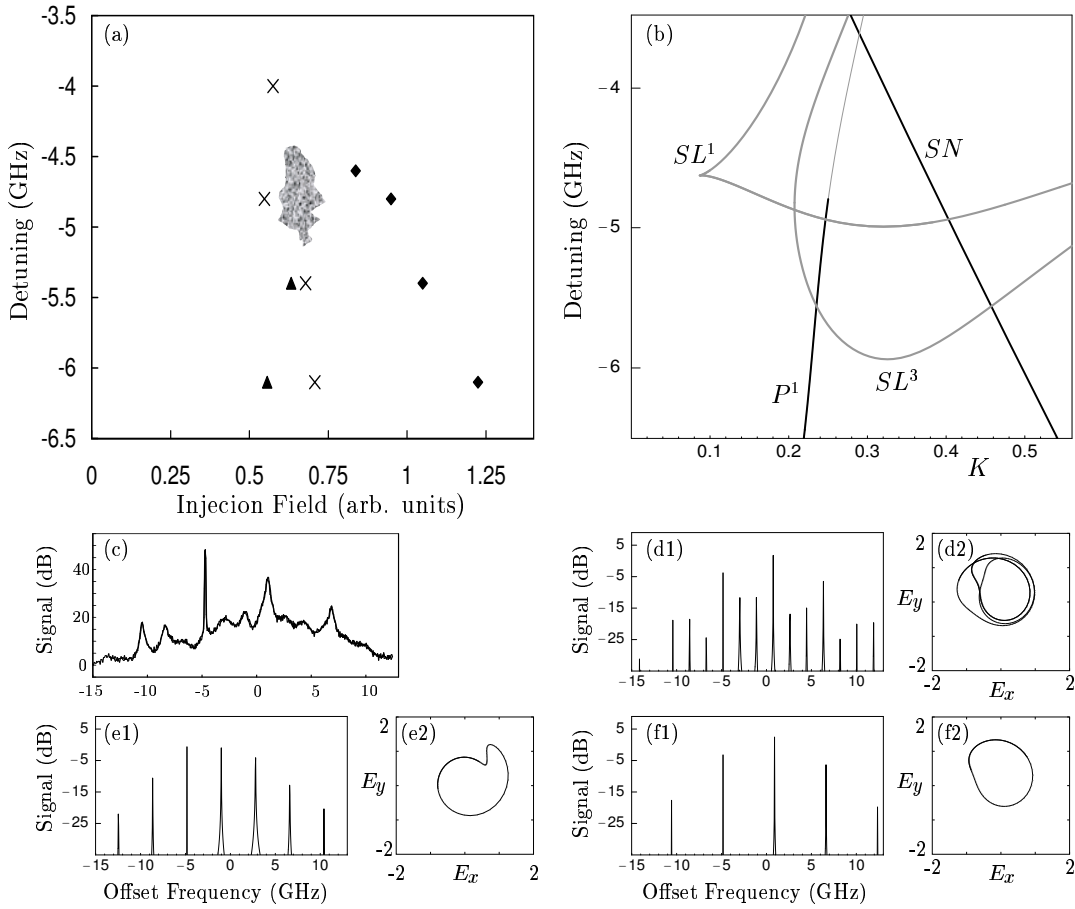 (a)
-3.5
-4
-4.5
-5
-5.5
-6
-6.5
Detuning (GHz)
0 0.25 0.5 0.75 1 1.25
Injecion Field (arb. units)
(b)
−4
−5
−6
Detuning (GHz)
SL¹
SN
P¹
SL³
0.1 0.2 0.3 0.4 0.5
K
(c)
40
20
0
Signal (dB)
-15 -10 -5 0 5 10
(d1)
5
−5
−15
−25
Signal (dB)
−15 −10 −5 0 5 10
(d2)
2
Ey
-2
-2 2
Ex
(e1)
5
−5
−15
−25
Signal (dB)
−15 −10 −5 0 5 10
Offset Frequency (GHz)
(e2)
2
Ey
-2
-2 2
Ex
(f1)
5
−5
−15
−25
Signal (dB)
−15 −10 −5 0 5 10
Offset Frequency (GHz)
(f2)
2
Ey
-2
-2 2
Ex